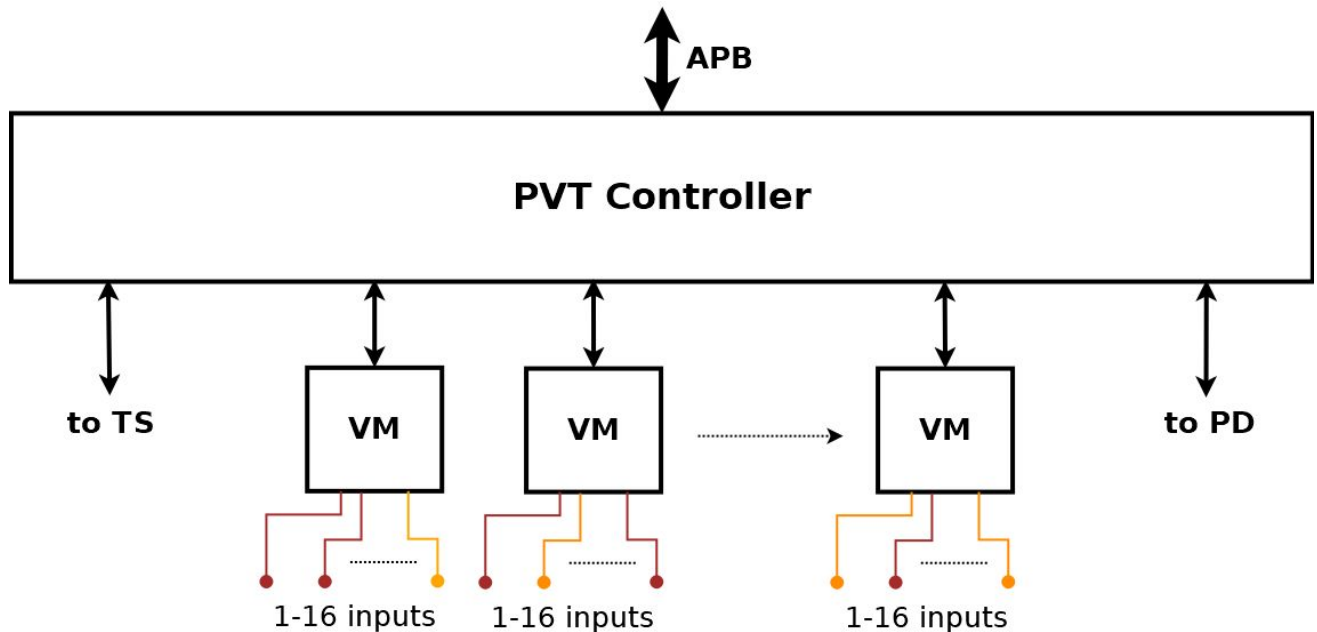 APB
PVT Controller
to TS
VM
VM
VM
to PD
1-16 inputs
1-16 inputs
1-16 inputs